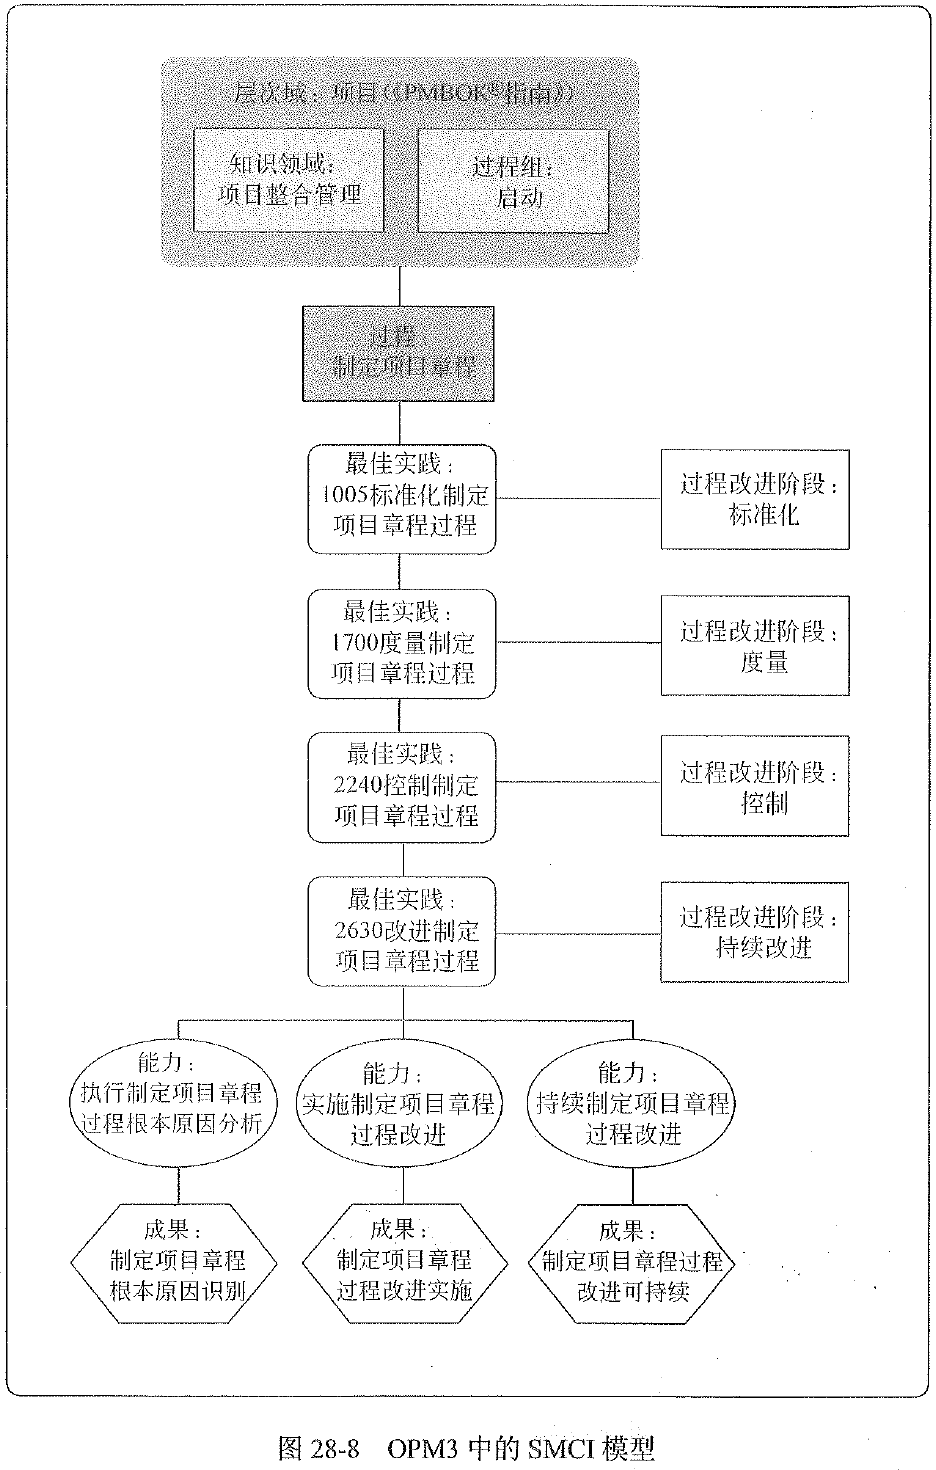 层次域：项目(《PMBOK®指南》)
知识领域：
项目整合管理
过程组：
启动
过程
制定项目章程
最佳实践：
1005标准化制定
项目章程过程
过程改进阶段：
标准化
最佳实践：
1700度量制定
项目章程过程
过程改进阶段：
度量
最佳实践：
2240控制制定
项目章程过程
过程改进阶段：
控制
最佳实践：
2630改进制定
项目章程过程
过程改进阶段：
持续改进
能力：
执行制定项目章程
过程根本原因分析
能力：
实施制定项目章程
过程改进
能力：
持续制定项目章程
过程改进
成果：
制定项目章程
根本原因识别
成果：
制定项目章程
过程改进实施
成果：
制定项目章程过程
改进可持续
图 28-8 OPM3 中的 SMCI 模型